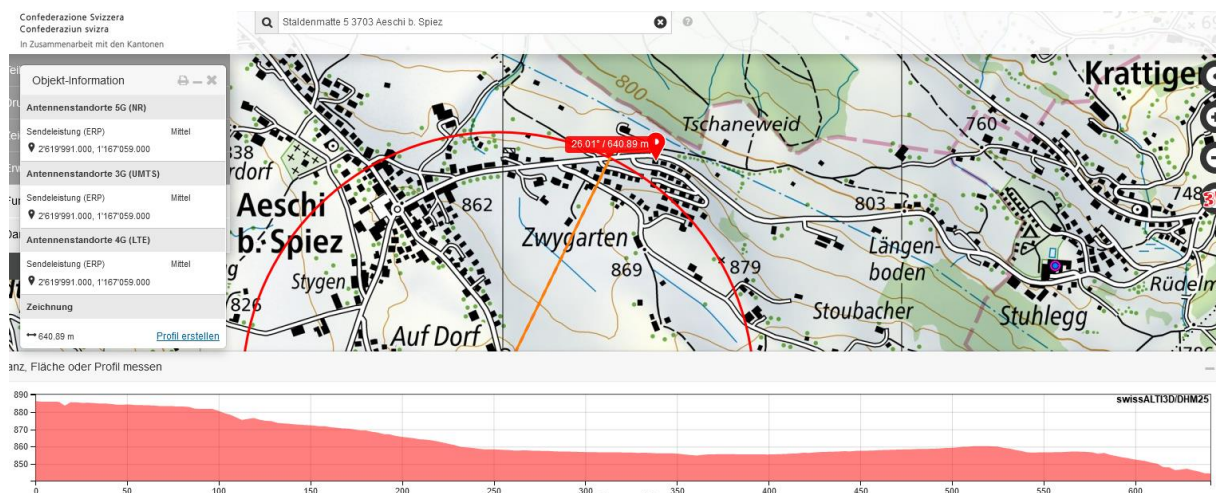 Confederazione Svizzera
Confederaziun svizra
In Zusammenarbeit mit den Kantonen
Staldenmatte 5 3703 Aeschi b. Spiez
Objekt-Information
Antennenstandorte 5G (NR)
Sendeleistung (ERP) Mittel
2'619'991.000, 1'167'059.000
Antennenstandorte 3G (UMTS)
Sendeleistung (ERP) Mittel
2'619'991.000, 1'167'059.000
Antennenstandorte 4G (LTE)
Sendeleistung (ERP) Mittel
2'619'991.000, 1'167'059.000
Zeichnung
640.89 m Profil erstellen
800
Krattige
26.01° / 640.89 m
Tschaneweid
760
838
rdorf
Aeschi
b. Spiez
862
803
748
Zwygarten
869
879
Längen-
boden
Stygen
826
Auf Dorf
Stoubacher
Stuhlegg
Rüdelm
anz, Fläche oder Profil messen
swissALTI3D/DHM25
890
880
870
860
850
0 50 100 150 200 250 300 350 400 450 500 550 600